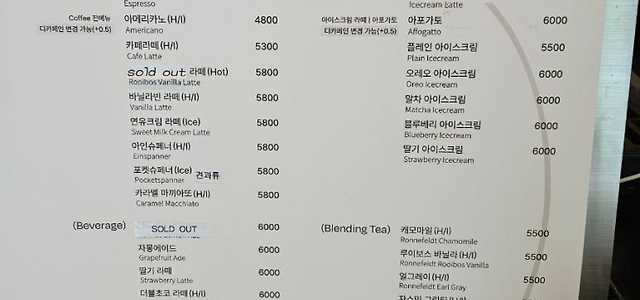 Espresso
Coffee 전메뉴
디카페인 변경 가능(+0.5)
아메리카노 (H/I) 4800
Americano
카페라떼 (H/I) 5300
Cafe Latte
sold out 라떼 (Hot) 5800
Rooibos Vanilla Latte
바닐라빈 라떼 (H/I) 5800
Vanilla Latte
연유크림 라떼 (Ice) 5800
Sweet Milk Cream Latte
아인슈페너 (H/I) 5800
Einspanner
포켓슈페너 (Ice) 견과류 5800
Pocketspanner
카라멜 마끼아또 (H/I) 5800
Caramel Macchiato
(Beverage) SOLD OUT 6000
자몽에이드 6000
Grapefruit Ade
딸기 라떼 6000
Strawberry Latte
더블초코 라떼 (H/I) 6000
Icecream Latte
아이스크림 라떼 | 아포가토
디카페인 변경 가능(+0.5)
아포가토 6000
Affogatto
플레인 아이스크림 5500
Plain Icecream
오레오 아이스크림 6000
Oreo Icecream
말차 아이스크림 6000
Matcha Icecream
블루베리 아이스크림 6000
Blueberry Icecream
딸기 아이스크림 6000
Strawberry Icecream
(Blending Tea) 캐모마일 (H/I) 5500
Ronnefeldt Chamomile
루이보스 바닐라 (H/I) 5500
Ronnefeldt Rooibos Vanilla
얼그레이 (H/I) 5500
Ronnefeldt Earl Gray
5500